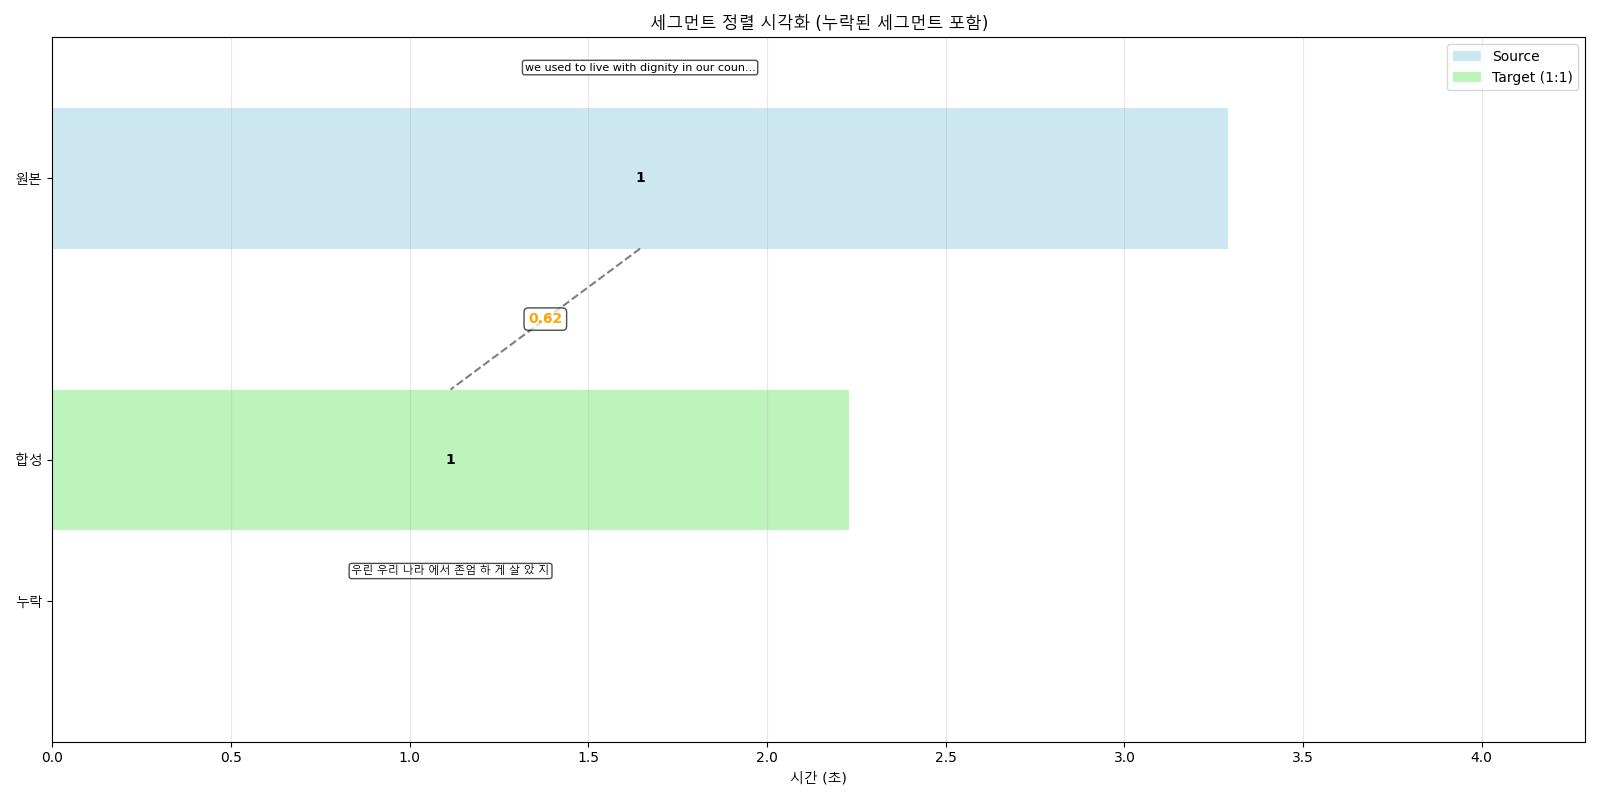 세그먼트 정렬 시각화 (누락된 세그먼트 포함)
we used to live with dignity in our coun...
Source
Target (1:1)
원본
1
0.62
합성
1
우린 우리 나라 에서 존엄 하 게 살 았 지
누락
0.0 0.5 1.0 1.5 2.0 2.5 3.0 3.5 4.0
시간 (초)